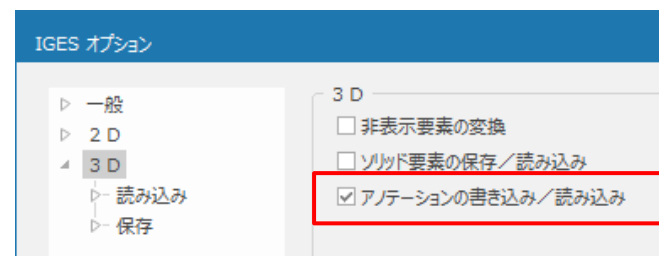 IGES オプション
一般
２Ｄ
３Ｄ
読み込み
保存
３Ｄ
非表示要素の変換
ソリッド要素の保存／読み込み
アノテーションの書き込み／読み込み